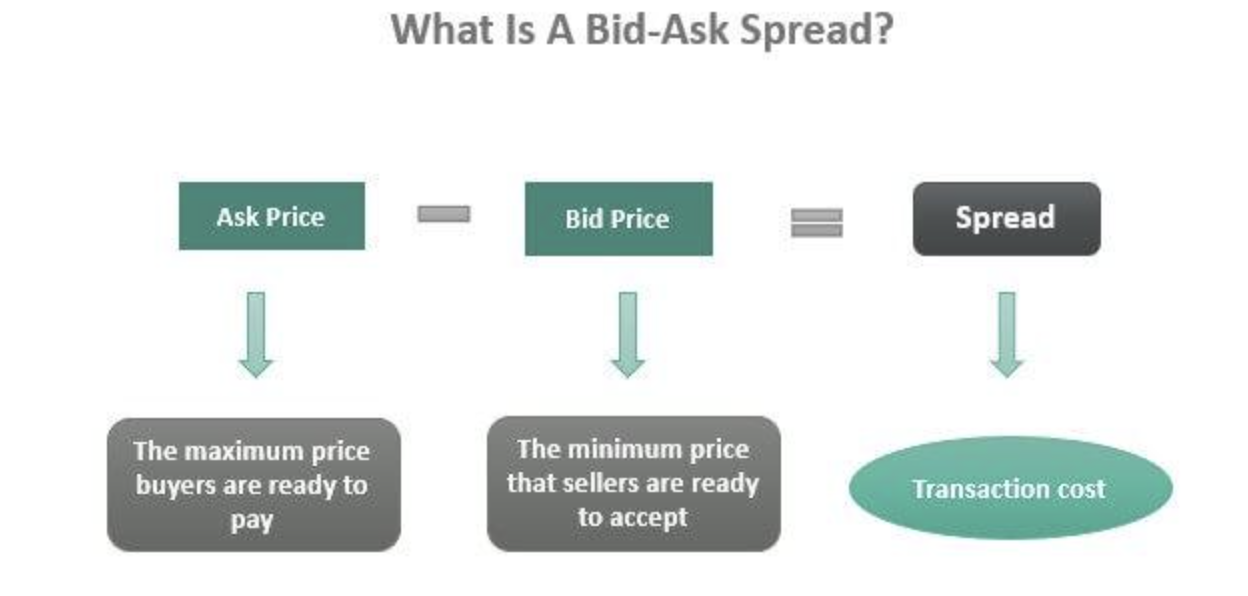 What Is A Bid-Ask Spread?
Ask Price
Bid Price
Spread
The maximum price
buyers are ready to
pay
The minimum price
that sellers are ready
to accept
Transaction cost